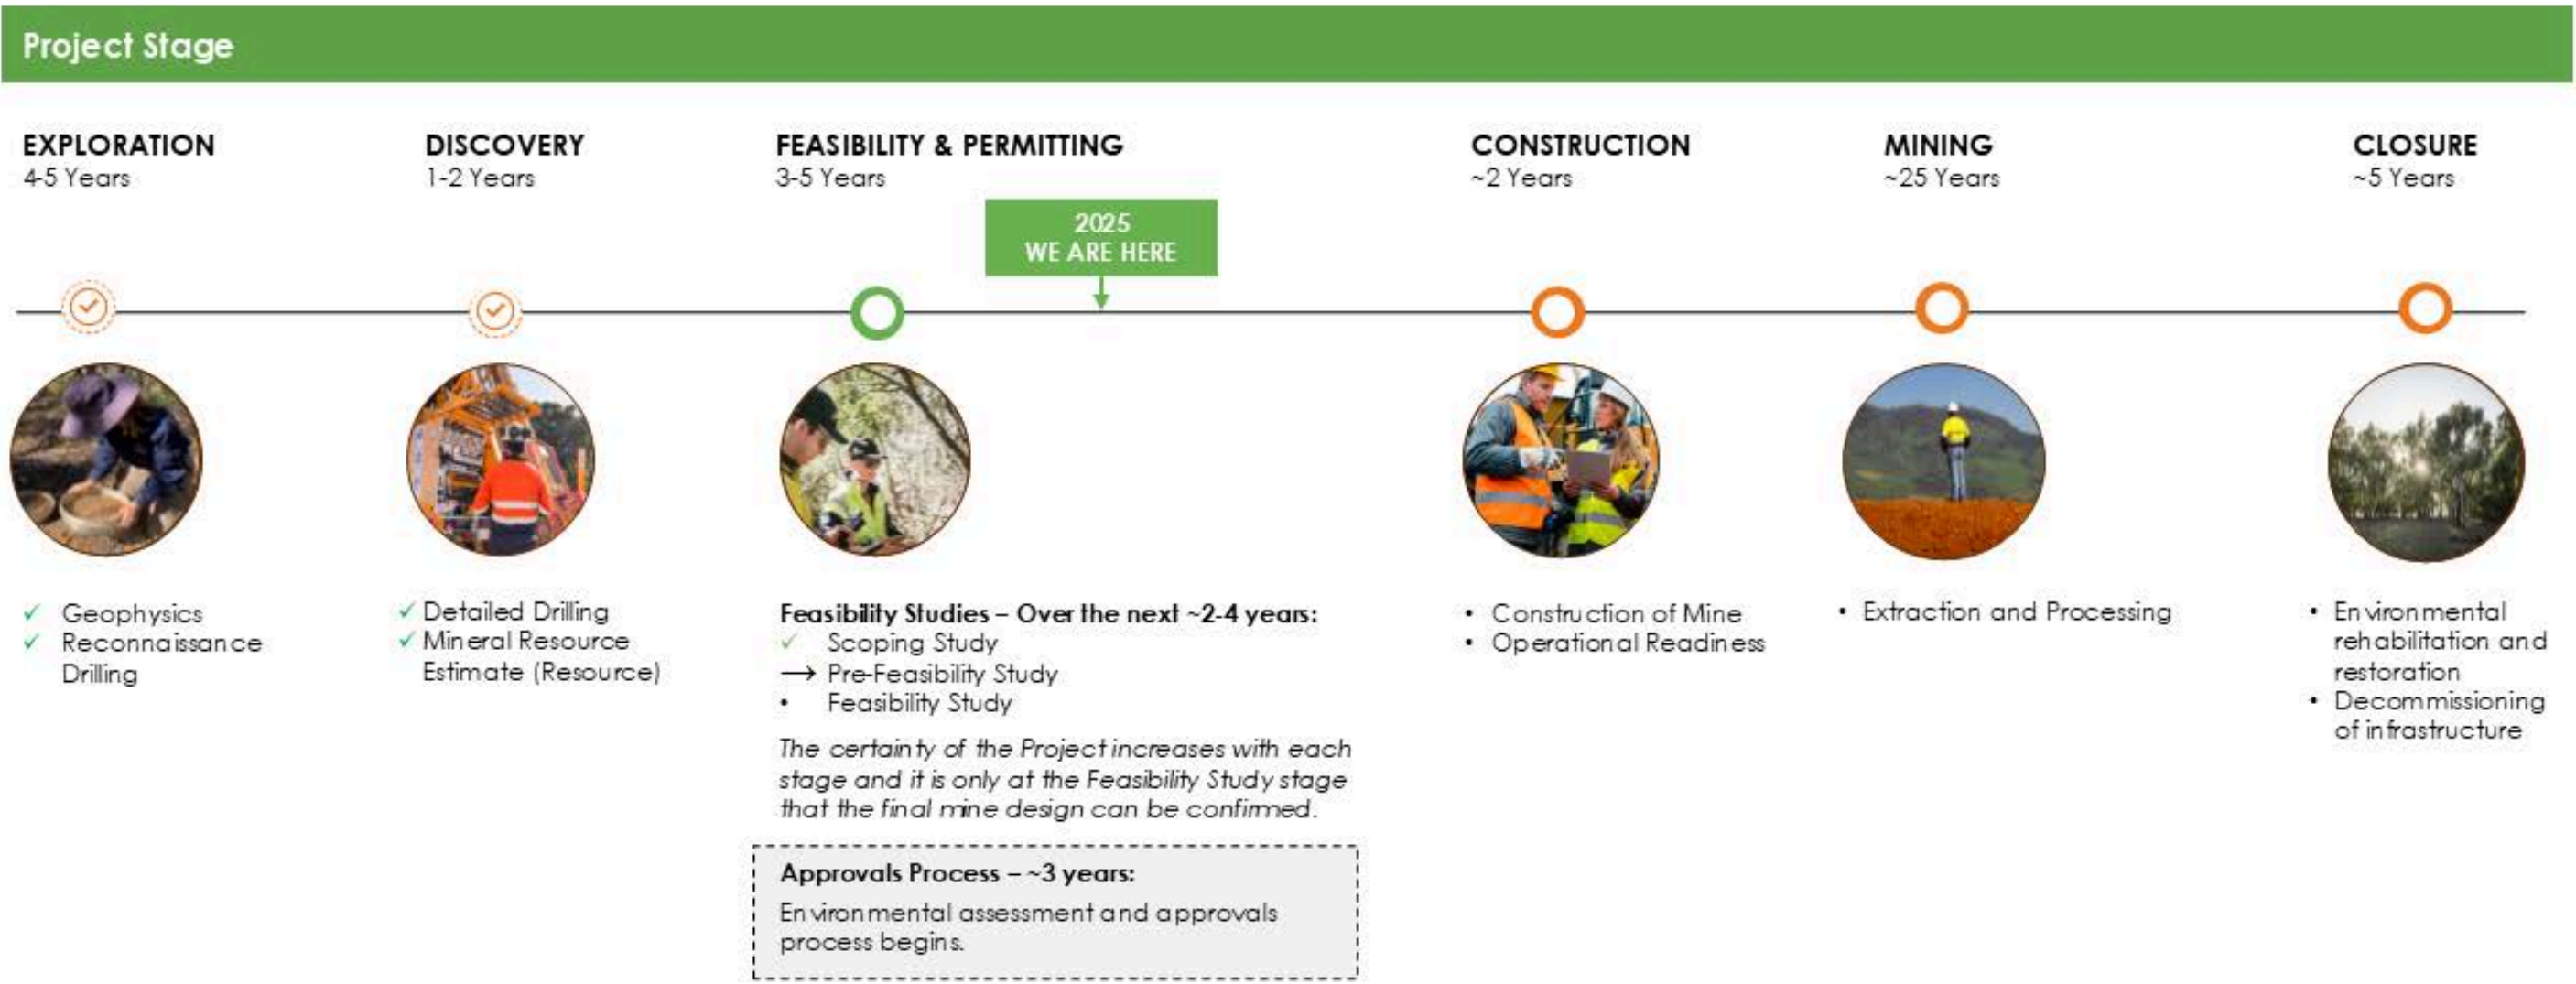 Project Stage
EXPLORATION
4-5 Years
DISCOVERY
1-2 Years
FEASIBILITY & PERMITTING
3-5 Years
CONSTRUCTION
~2 Years
MINING
~25 Years
CLOSURE
~5 Years
2025
WE ARE HERE
✓ Geophysics
✓ Reconnaissance
Drilling
✓ Detailed Drilling
✓ Mineral Resource
Estimate (Resource)
Feasibility Studies – Over the next ~2-4 years:
✓ Scoping Study
→ Pre-Feasibility Study
• Feasibility Study
The certainty of the Project increases with each
stage and it is only at the Feasibility Study stage
that the final mine design can be confirmed.
Approvals Process – ~3 years:
Environmental assessment and approvals
process begins.
• Construction of Mine
• Operational Readiness
• Extraction and Processing
• Environmental
rehabilitation and
restoration
• Decommissioning
of infrastructure